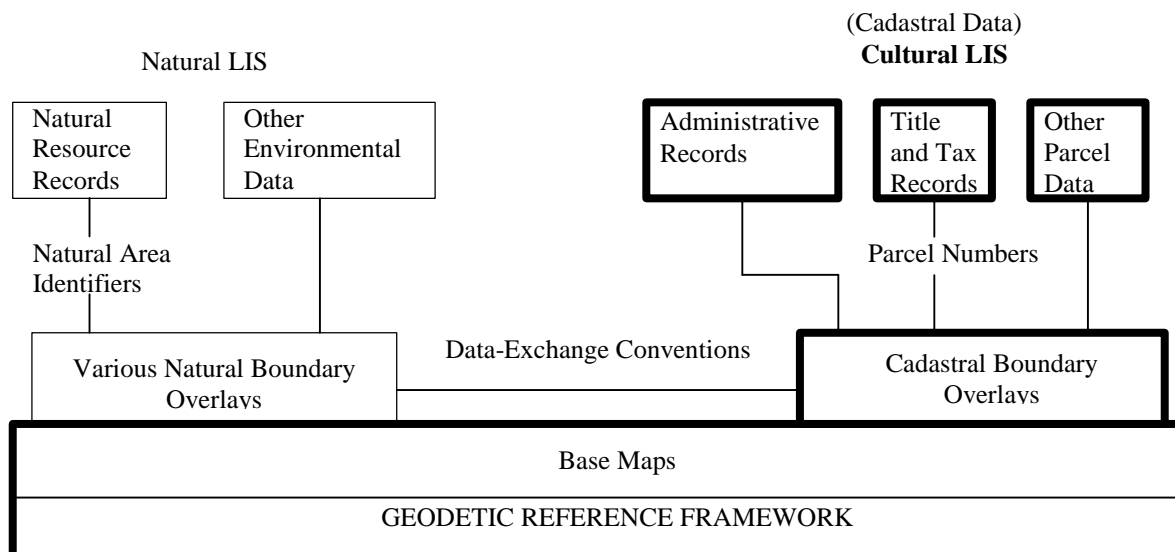 (Cadastral Data)
Cultural LIS
Natural LIS
Natural
Resource
Records
Other
Environmental
Data
Administrative
Records
Title
and Tax
Records
Other
Parcel
Data
Natural Area
Identifiers
Parcel Numbers
Various Natural Boundary
Overlays
Data-Exchange Conventions
Cadastral Boundary
Overlays
Base Maps
GEODETIC REFERENCE FRAMEWORK